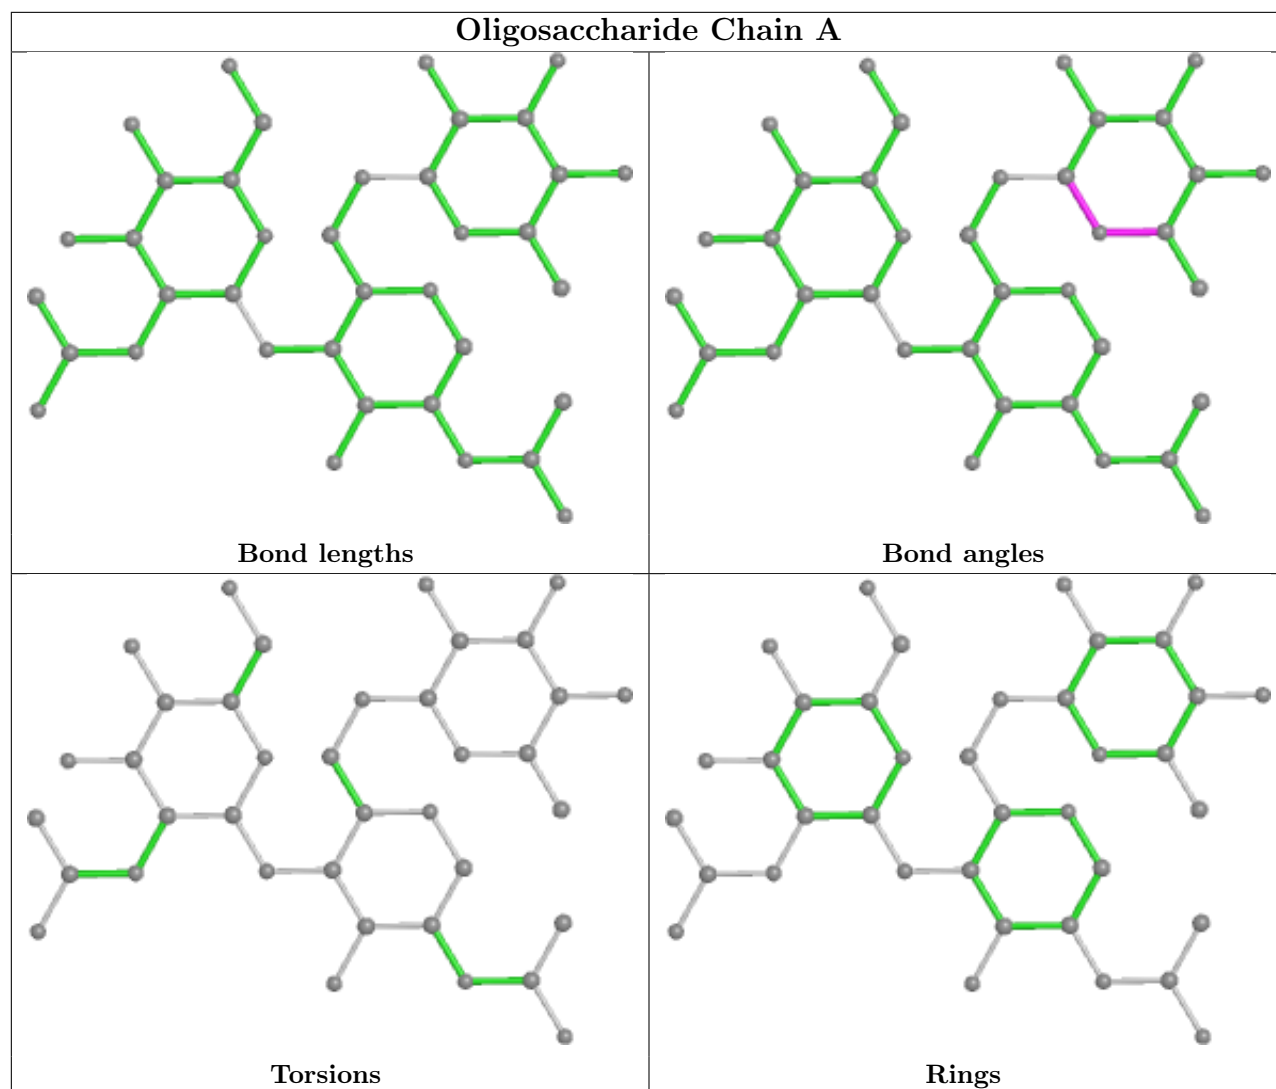 Oligosaccharide Chain A
Bond lengths
Bond angles
Torsions
Rings